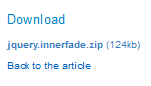 Download
jquery.innerfade.zip (124kb)
Back to the article